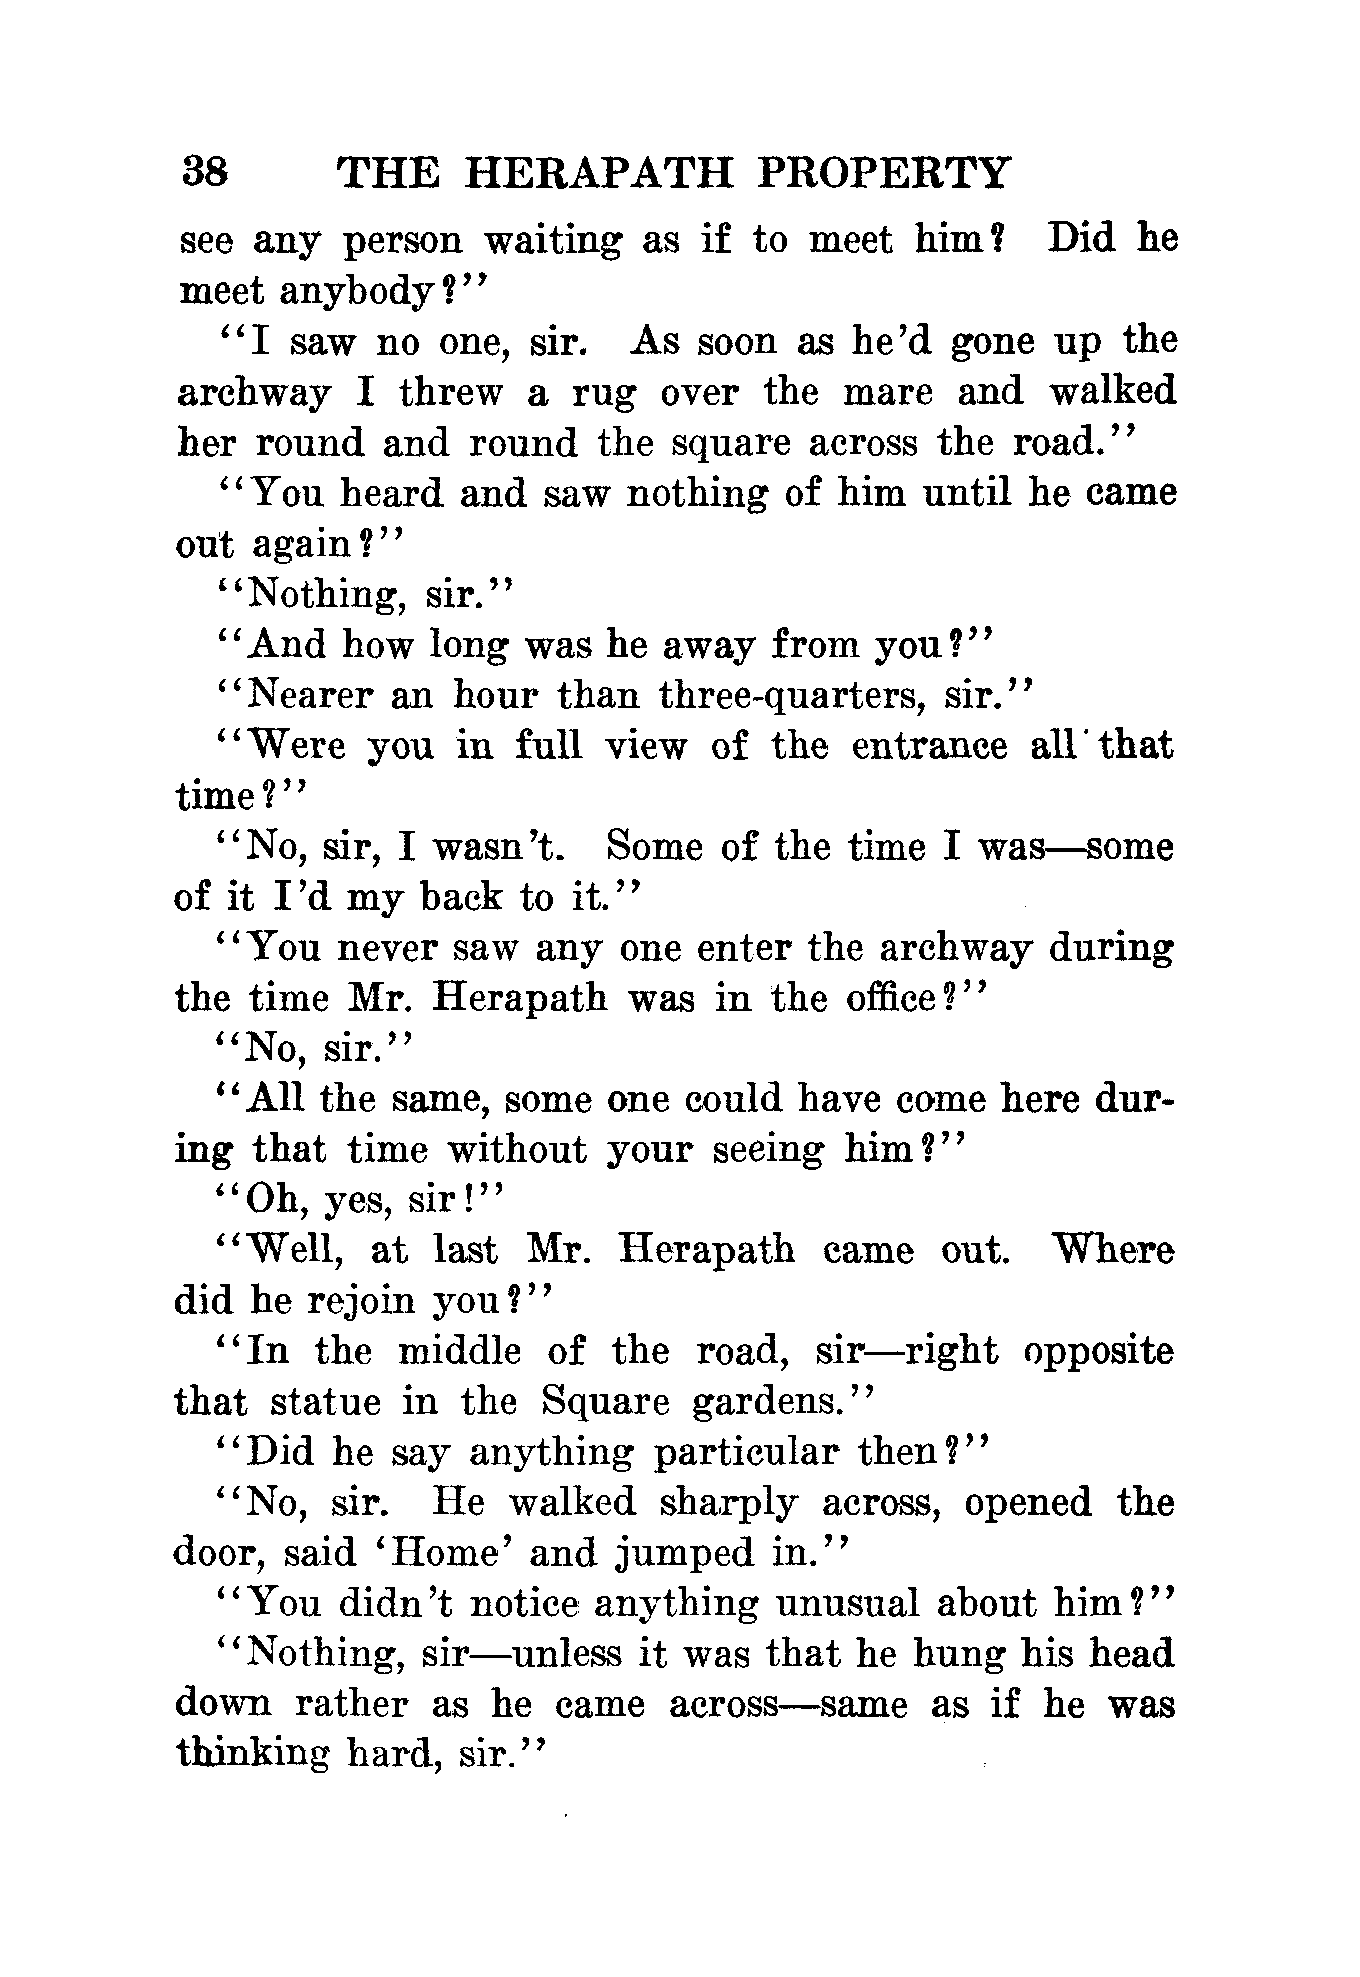 38 THE HERAPATH PROPERTY
see any person waiting as if to meet him? Did he
meet anybody?"
"I saw no one, sir. As soon as he'd gone up the
archway I threw a rug over the mare and walked
her round and round the square across the road."
"You heard and saw nothing of him until he came
out again?"
"Nothing, sir."
"And how long was he away from you?"
"Nearer an hour than three-quarters, sir."
"Were you in full view of the entrance all that
time?"
"No, sir, I wasn't. Some of the time I was—some
of it I'd my back to it."
"You never saw any one enter the archway during
the time Mr. Herapath was in the office?"
"No, sir."
"All the same, some one could have come here dur-
ing that time without your seeing him?"
"Oh, yes, sir!"
"Well, at last Mr. Herapath came out. Where
did he rejoin you?"
"In the middle of the road, sir—right opposite
that statue in the Square gardens."
"Did he say anything particular then?"
"No, sir. He walked sharply across, opened the
door, said 'Home' and jumped in."
"You didn't notice anything unusual about him?"
"Nothing, sir—unless it was that he hung his head
down rather as he came across—same as if he was
thinking hard, sir."